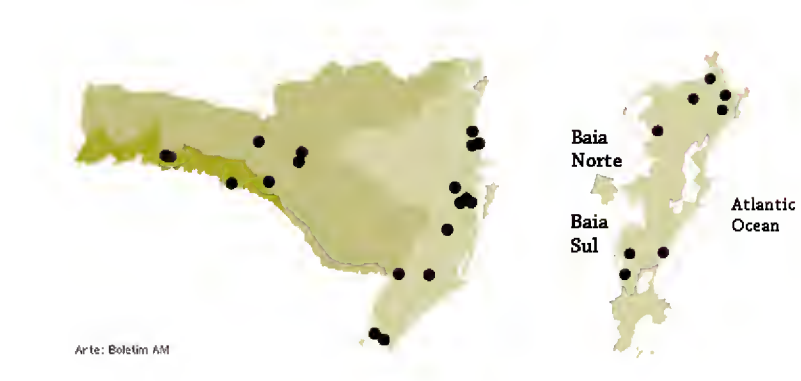 Baia
Norte
Baia
Sul
Atlantic
Ocean
Arte: Boletim AM